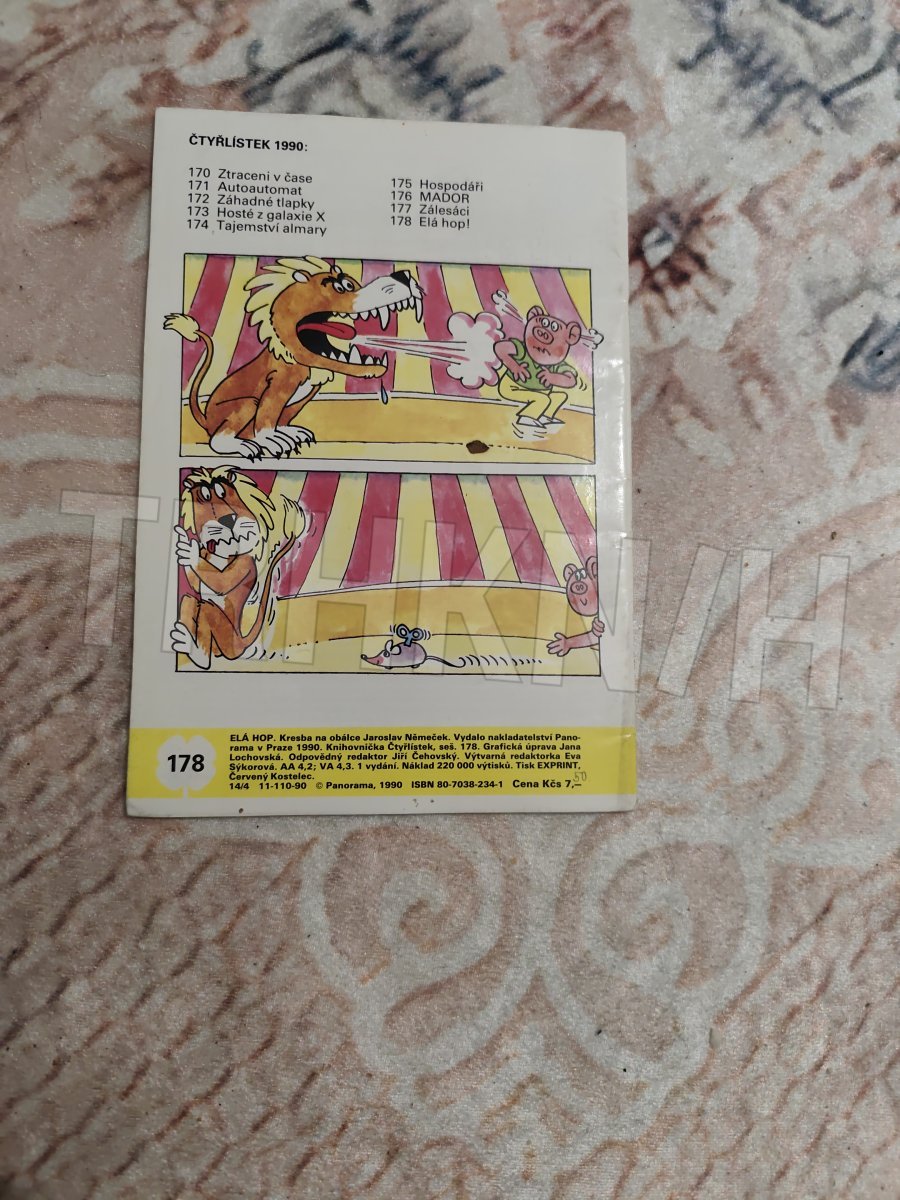 ČTYŘLÍSTEK 1990:
170 Ztraceni v čase
171 Autoautomat
172 Záhadné tlapky
173 Hosté z galaxie X
174 Tajemství almary
175 Hospodáři
176 MADOR
177 Zálesáci
178 Elá hop!
178
ELÁ HOP. Kresba na obálce Jaroslav Němeček. Vydalo nakladatelství Pano-
rama v Praze 1990. Knihovnička Čtyřlístek, seš. 178. Grafická úprava Jana
Lochovská. Odpovědný redaktor Jiří Čehovský. Výtvarná redaktorka Eva
Sýkorová. AA 4,2; VA 4,3. 1 vydání. Náklad 220 000 výtisků. Tisk EXPRINT,
Červený Kostelec.
14/4 11-110-90 © Panorama, 1990 ISBN 80-7038-234-1 Cena Kčs 7,– 50